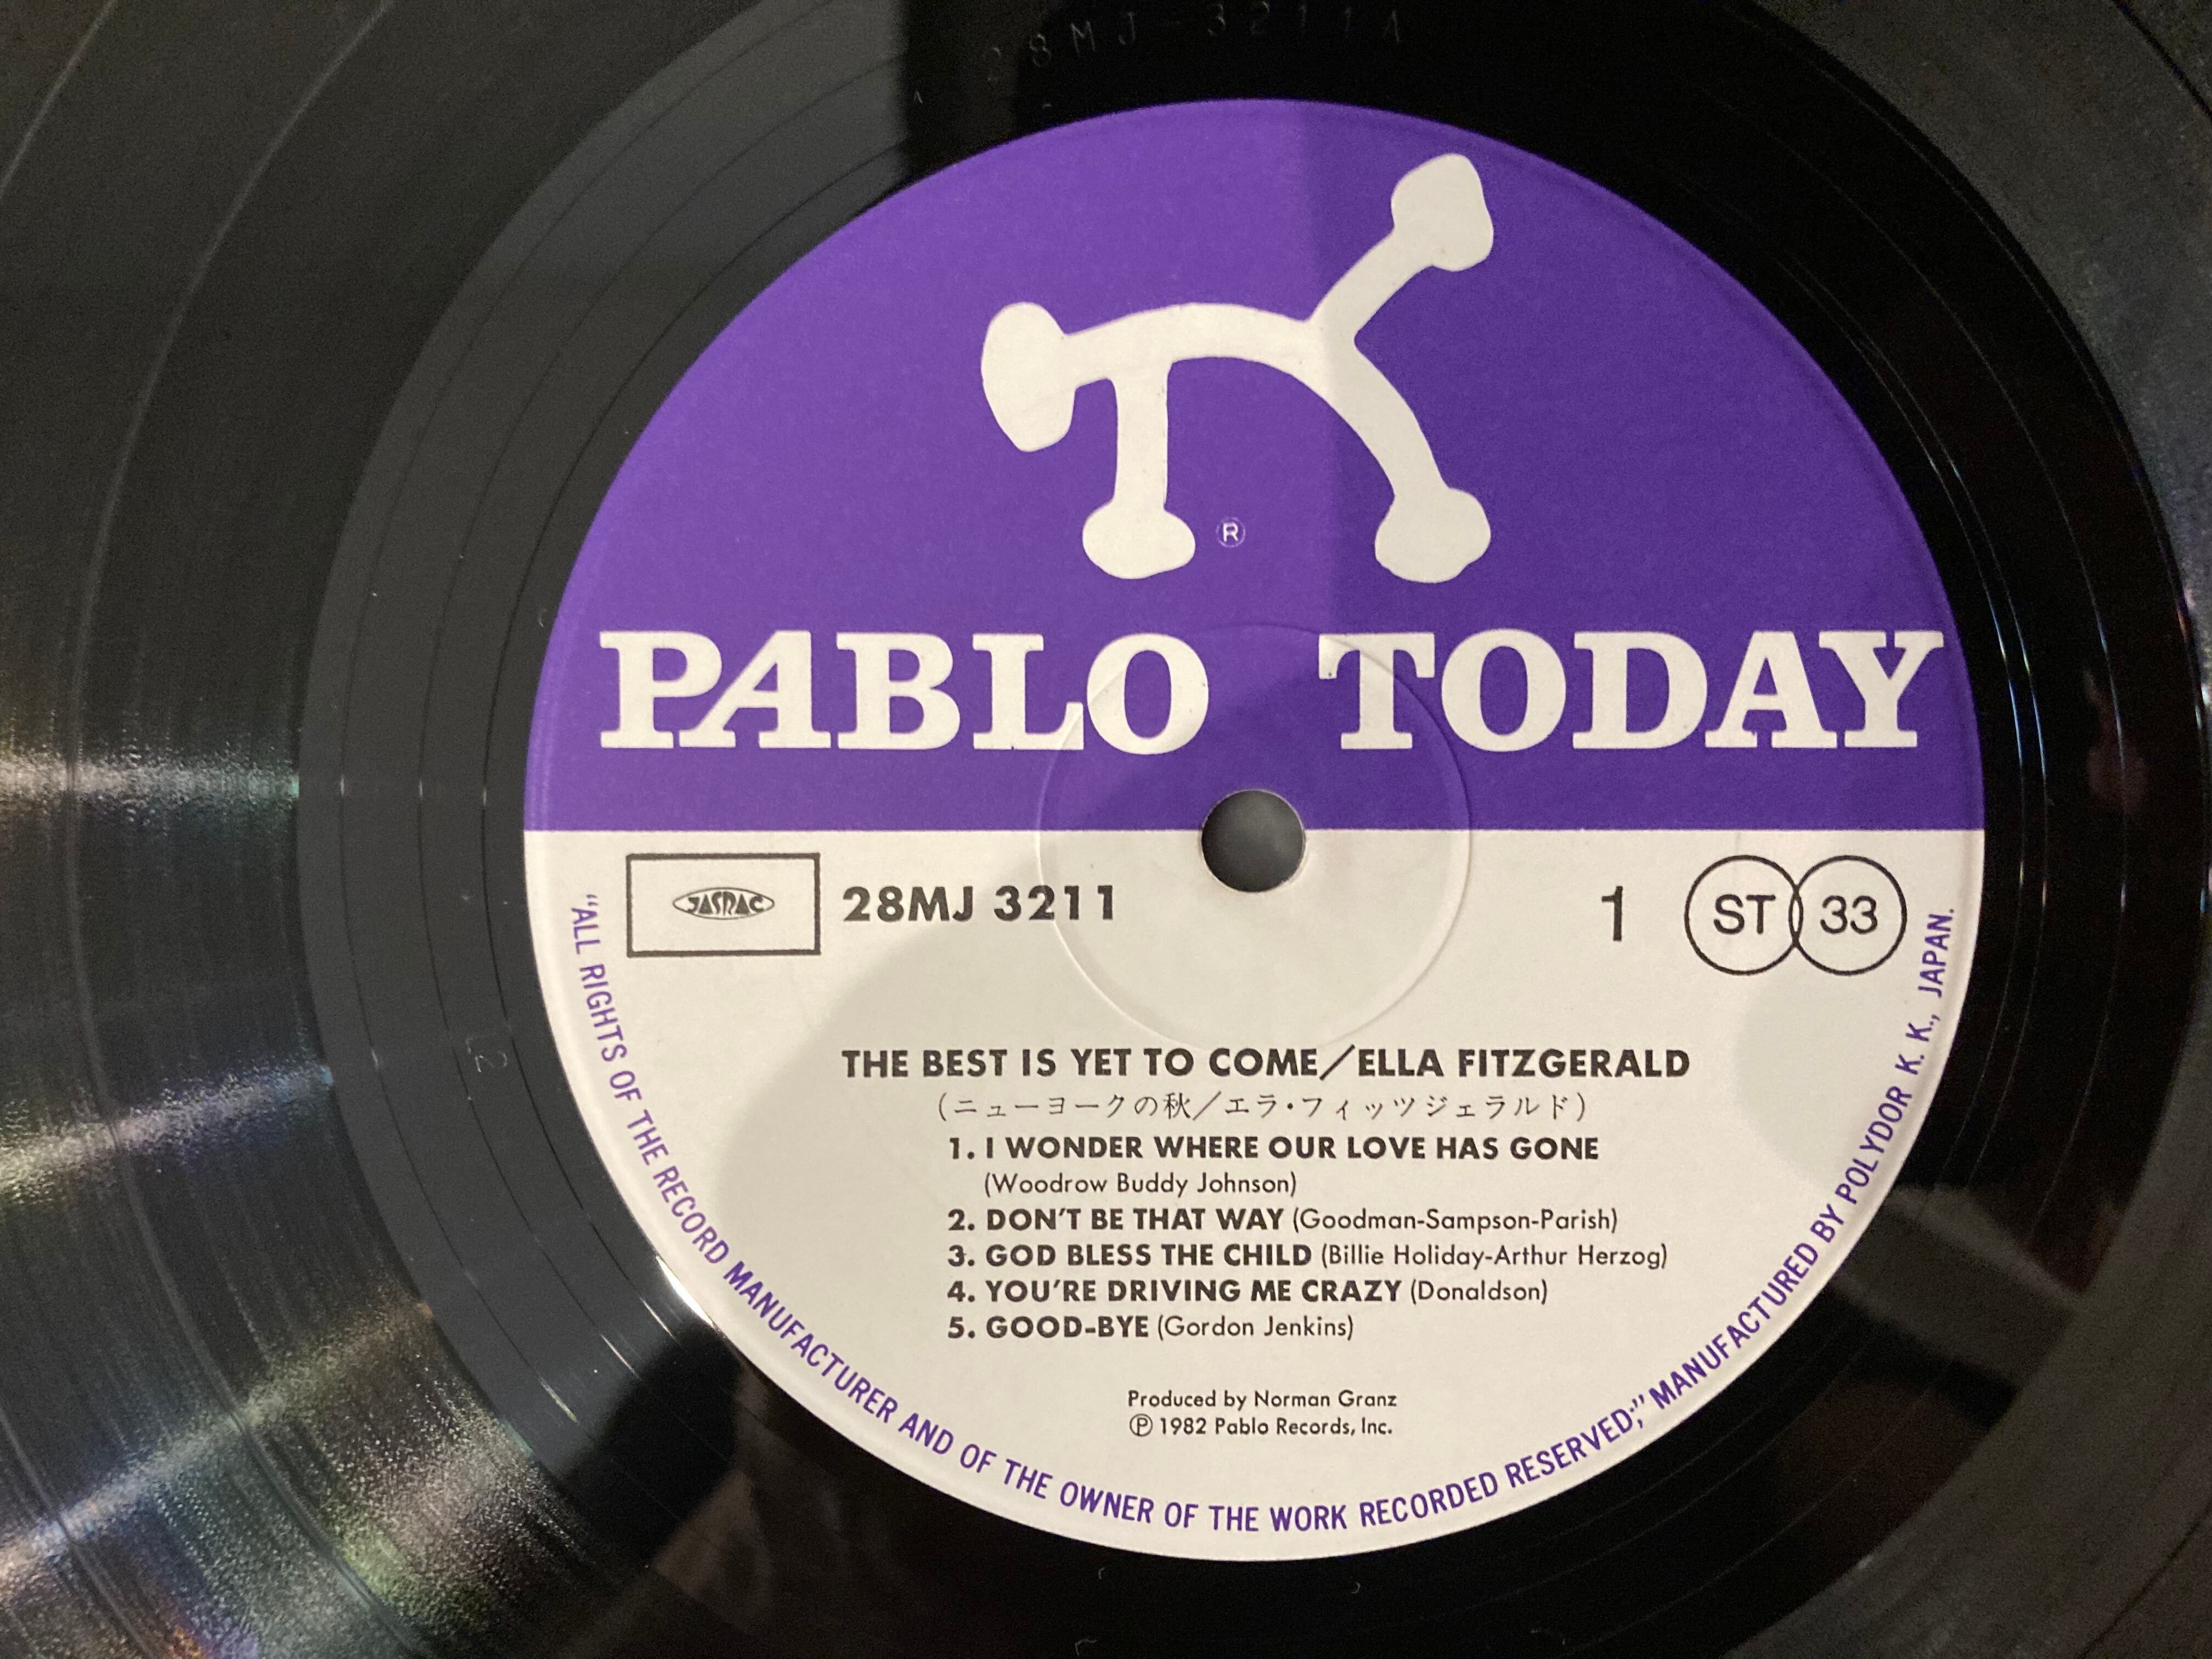 28MJ-3211A
®
PABLO TODAY
JASRAC
28MJ 3211
1
ST 33
THE BEST IS YET TO COME/ELLA FITZGERALD
(ニューヨークの秋/エラ・フィッツジェラルド)
1. I WONDER WHERE OUR LOVE HAS GONE
(Woodrow Buddy Johnson)
2. DON'T BE THAT WAY (Goodman-Sampson-Parish)
3. GOD BLESS THE CHILD (Billie Holiday-Arthur Herzog)
4. YOU'RE DRIVING ME CRAZY (Donaldson)
5. GOOD-BYE (Gordon Jenkins)
Produced by Norman Granz
℗ 1982 Pablo Records, Inc.
"ALL RIGHTS OF THE RECORD MANUFACTURER AND OF THE OWNER OF THE WORK RECORDED RESERVED;" MANUFACTURED BY POLYDOR K. K., JAPAN.